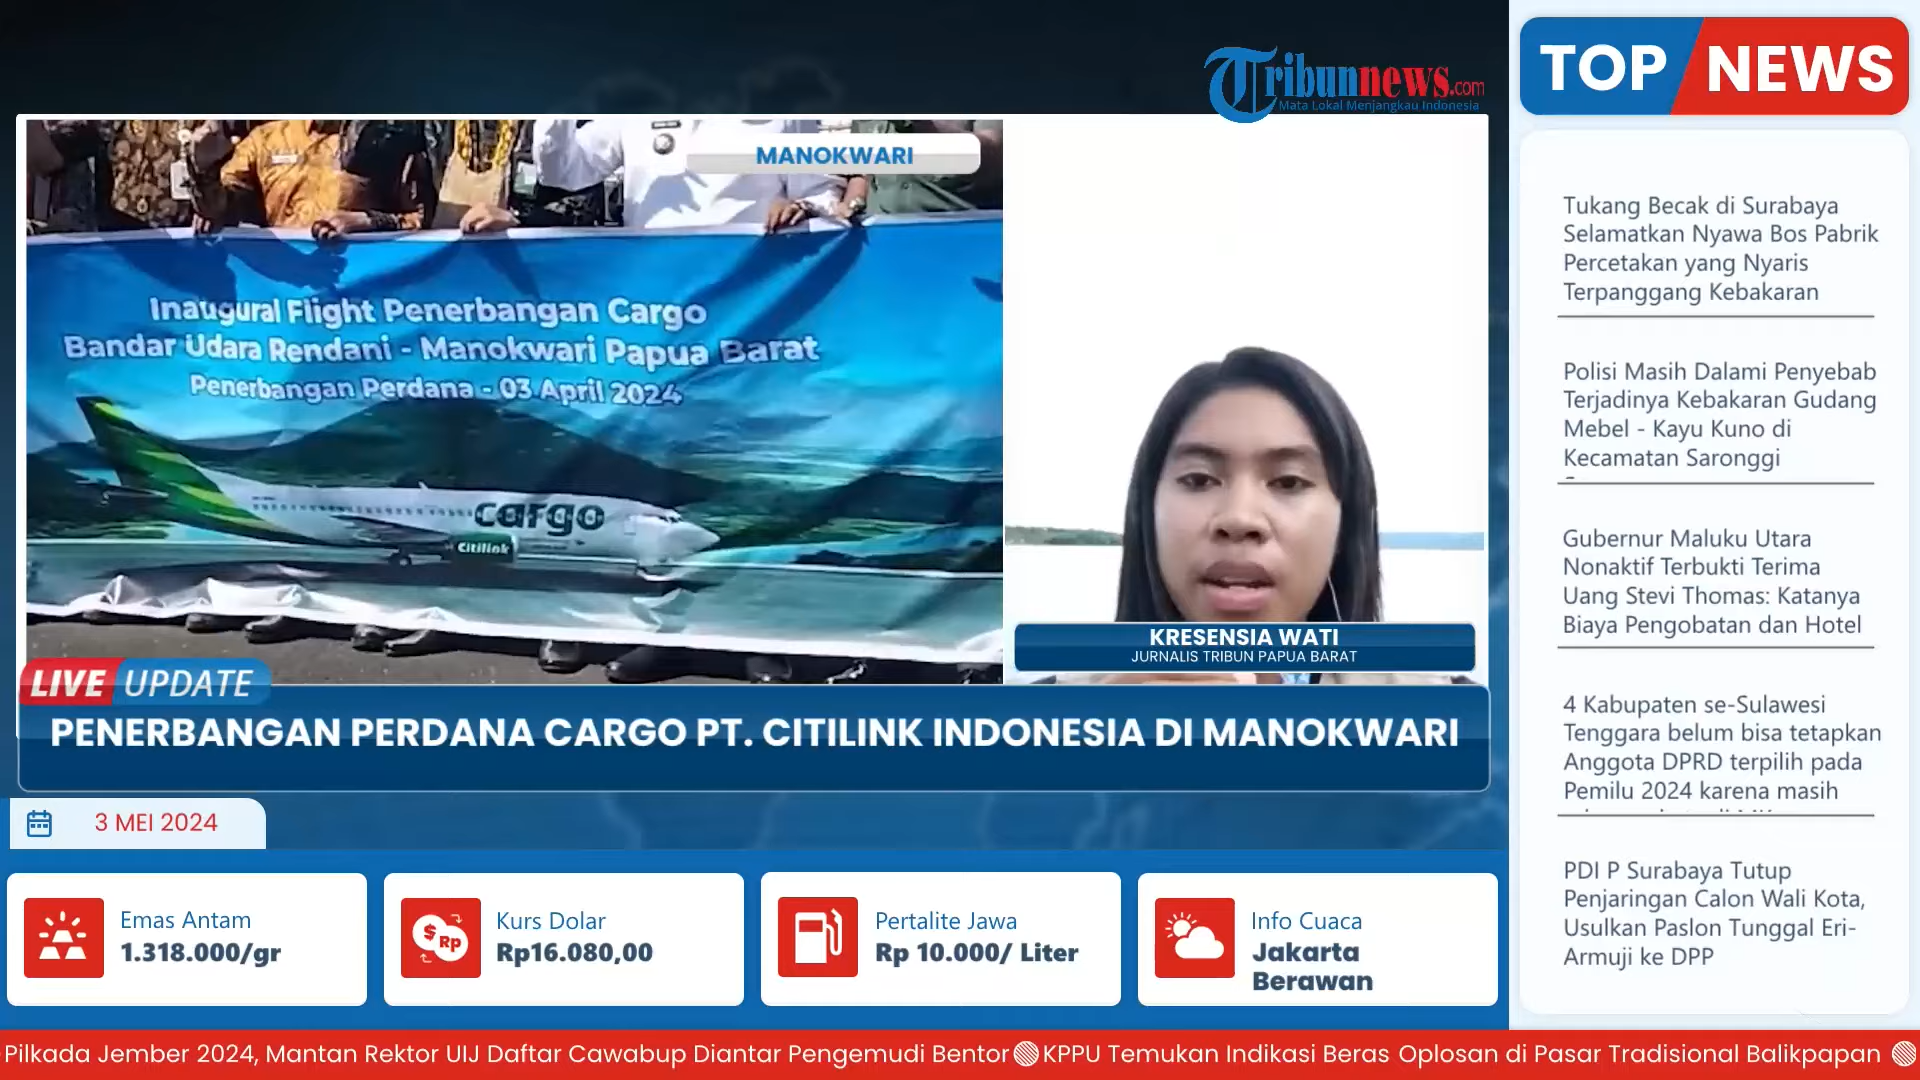 Tribunnews.com
Mata Lokal Menjangkau Indonesia
MANOKWARI
Inaugural Flight Penerbangan Cargo
Bandar Udara Rendani - Manokwari Papua Barat
Penerbangan Perdana - 03 April 2024
cargo
Citilink
KRESENSIA WATI
JURNALIS TRIBUN PAPUA BARAT
LIVE UPDATE
PENERBANGAN PERDANA CARGO PT. CITILINK INDONESIA DI MANOKWARI
3 MEI 2024
Emas Antam
1.318.000/gr
Kurs Dolar
$ Rp
Rp16.080,00
Pertalite Jawa
Rp 10.000/ Liter
Info Cuaca
Jakarta
Berawan
TOP NEWS
Tukang Becak di Surabaya
Selamatkan Nyawa Bos Pabrik
Percetakan yang Nyaris
Terpanggang Kebakaran
Polisi Masih Dalami Penyebab
Terjadinya Kebakaran Gudang
Mebel - Kayu Kuno di
Kecamatan Saronggi
Gubernur Maluku Utara
Nonaktif Terbukti Terima
Uang Stevi Thomas: Katanya
Biaya Pengobatan dan Hotel
4 Kabupaten se-Sulawesi
Tenggara belum bisa tetapkan
Anggota DPRD terpilih pada
Pemilu 2024 karena masih
PDI P Surabaya Tutup
Penjaringan Calon Wali Kota,
Usulkan Paslon Tunggal Eri-
Armuji ke DPP
Pilkada Jember 2024, Mantan Rektor UIJ Daftar Cawabup Diantar Pengemudi Bentor KPPU Temukan Indikasi Beras Oplosan di Pasar Tradisional Balikpapan